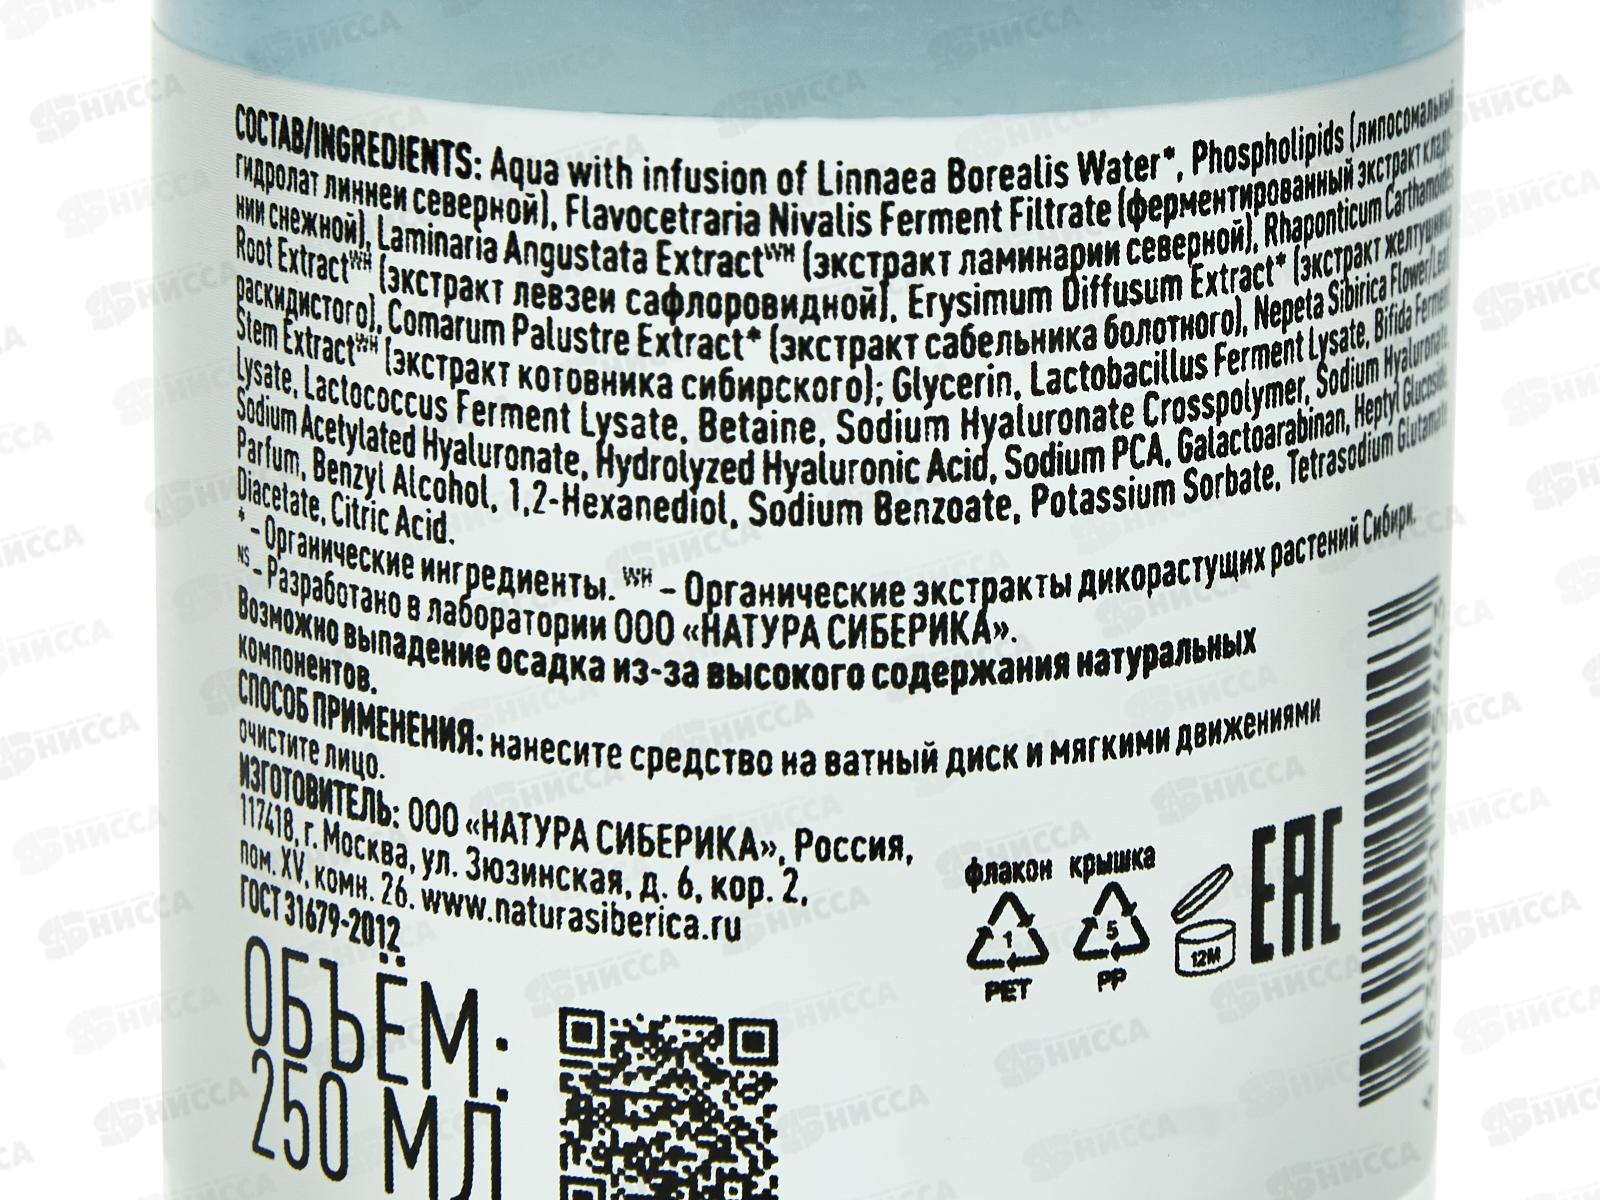 СОСТАВ/INGREDIENTS: Aqua with infusion of Linnaea Borealis Water*, Phospholipids (липосомальный
гидролат линнеи северной), Flavocetraria Nivalis Ferment Filtrate (ферментированный экстракт кладо-
нии снежной), Laminaria Angustata Extract ᵂᴴ (экстракт ламинарии северной), Rhaponticum Carthamoides
Root Extract ᵂᴴ (экстракт левзеи сафлоровидной), Erysimum Diffusum Extract* (экстракт желтушника
раскидистого), Comarum Palustre Extract* (экстракт сабельника болотного), Nepeta Sibirica Flower/Leaf/
Stem Extract ᵂᴴ (экстракт котовника сибирского); Glycerin, Lactobacillus Ferment Lysate, Bifida Ferment
Lysate, Lactococcus Ferment Lysate, Betaine, Sodium Hyaluronate Crosspolymer, Sodium Hyaluronate,
Sodium Acetylated Hyaluronate, Hydrolyzed Hyaluronic Acid, Sodium PCA, Galactoarabinan, Heptyl Glucoside,
Parfum, Benzyl Alcohol, 1,2-Hexanediol, Sodium Benzoate, Potassium Sorbate, Tetrasodium Glutamate
Diacetate, Citric Acid.
* – Органические ингредиенты. ᵂᴴ – Органические экстракты дикорастущих растений Сибири.
NS – Разработано в лаборатории ООО «НАТУРА СИБЕРИКА».
Возможно выпадение осадка из-за высокого содержания натуральных
компонентов.
СПОСОБ ПРИМЕНЕНИЯ: нанесите средство на ватный диск и мягкими движениями
очистите лицо.
ИЗГОТОВИТЕЛЬ: ООО «НАТУРА СИБЕРИКА», Россия,
117418, г. Москва, ул. Зюзинская, д. 6, кор. 2,
пом. XV, комн. 26. www.naturasiberica.ru
ГОСТ 31679-2012
ОБЪЁМ:
250 МЛ
флакон крышка
1 5
PET PP
12М
ЕАС
НИССА